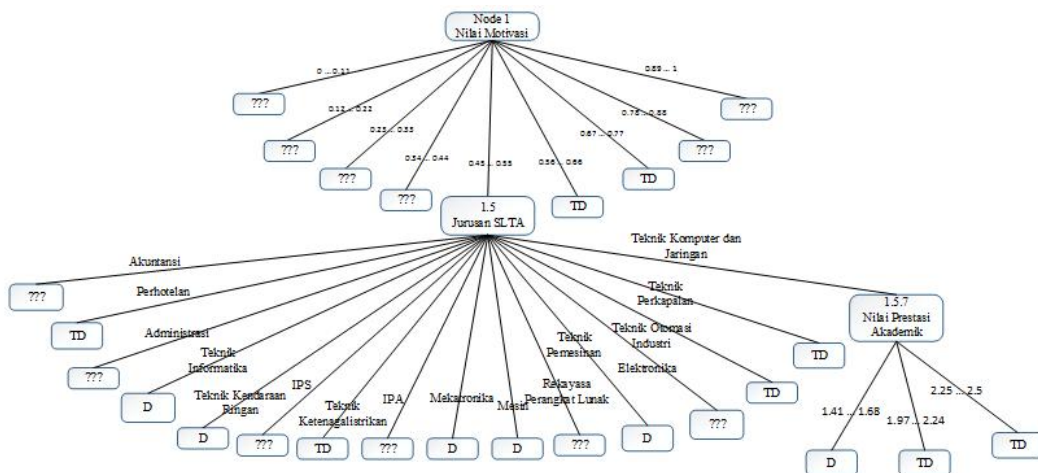 Node 1
Nilai Motivasi
0 ... 0.11
0.89 ... 1
???
???
0.12 ... 0.22
0.78 ... 0.88
0.23 ... 0.33
0.67 ... 0.77
???
???
0.34 ... 0.44
0.45 ... 0.55
0.56 ... 0.66
???
TD
???
TD
1.5
Jurusan SLTA
Teknik Komputer dan
Jaringan
Akuntansi
???
Perhotelan
Teknik
Perkapalan
1.5.7
Nilai Prestasi
Akademik
TD
Administrasi
Teknik Otomasi
Industri
Teknik
Pemesinan
TD
Teknik
Informatika
???
Elektronika
TD
D
IPS
Teknik Kendaraan
Ringan
Teknik
Ketenagalistrikan
IPA
Mekatronika
Mesin
Rekayasa
Perangkat Lunak
2.25 ... 2.5
1.41 ... 1.68
1.97 ... 2.24
???
D
???
TD
???
D
D
???
D
TD
D
TD